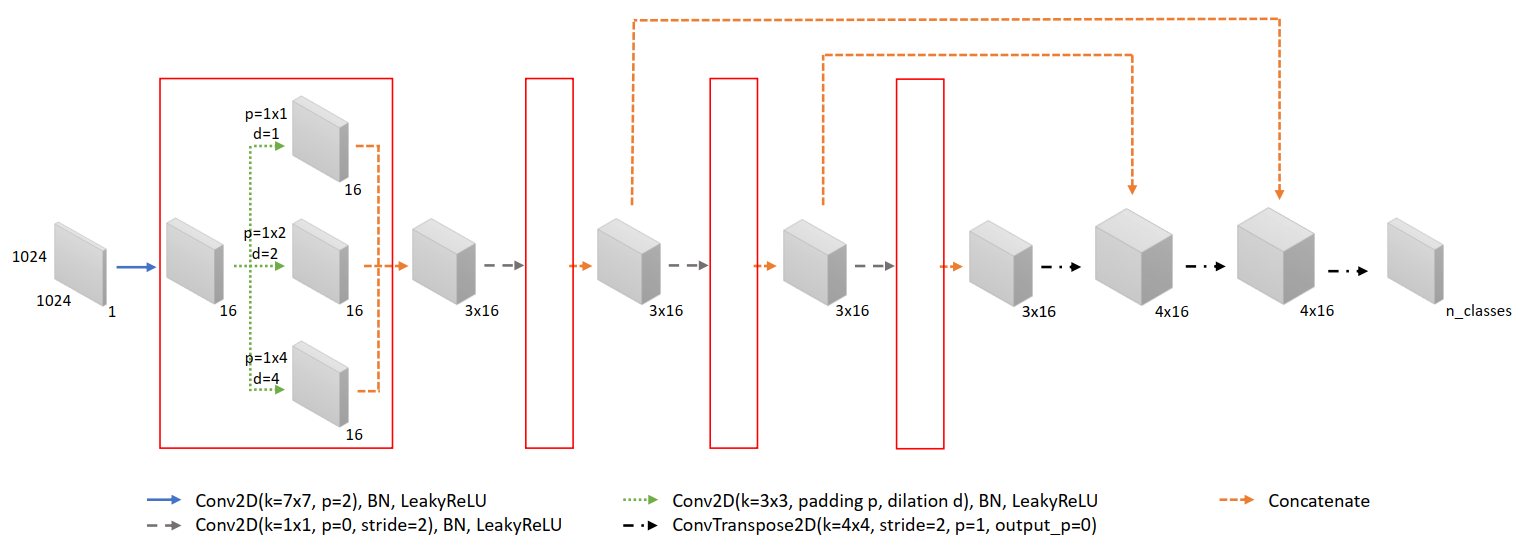 p=1x1
d=1
16
1024
1024
1
16
p=1x2
d=2
16
3x16
3x16
3x16
3x16
4x16
4x16
n_classes
p=1x4
d=4
16
Conv2D(k=7x7, p=2), BN, LeakyReLU
Conv2D(k=3x3, padding p, dilation d), BN, LeakyReLU
Concatenate
Conv2D(k=1x1, p=0, stride=2), BN, LeakyReLU
ConvTranspose2D(k=4x4, stride=2, p=1, output_p=0)